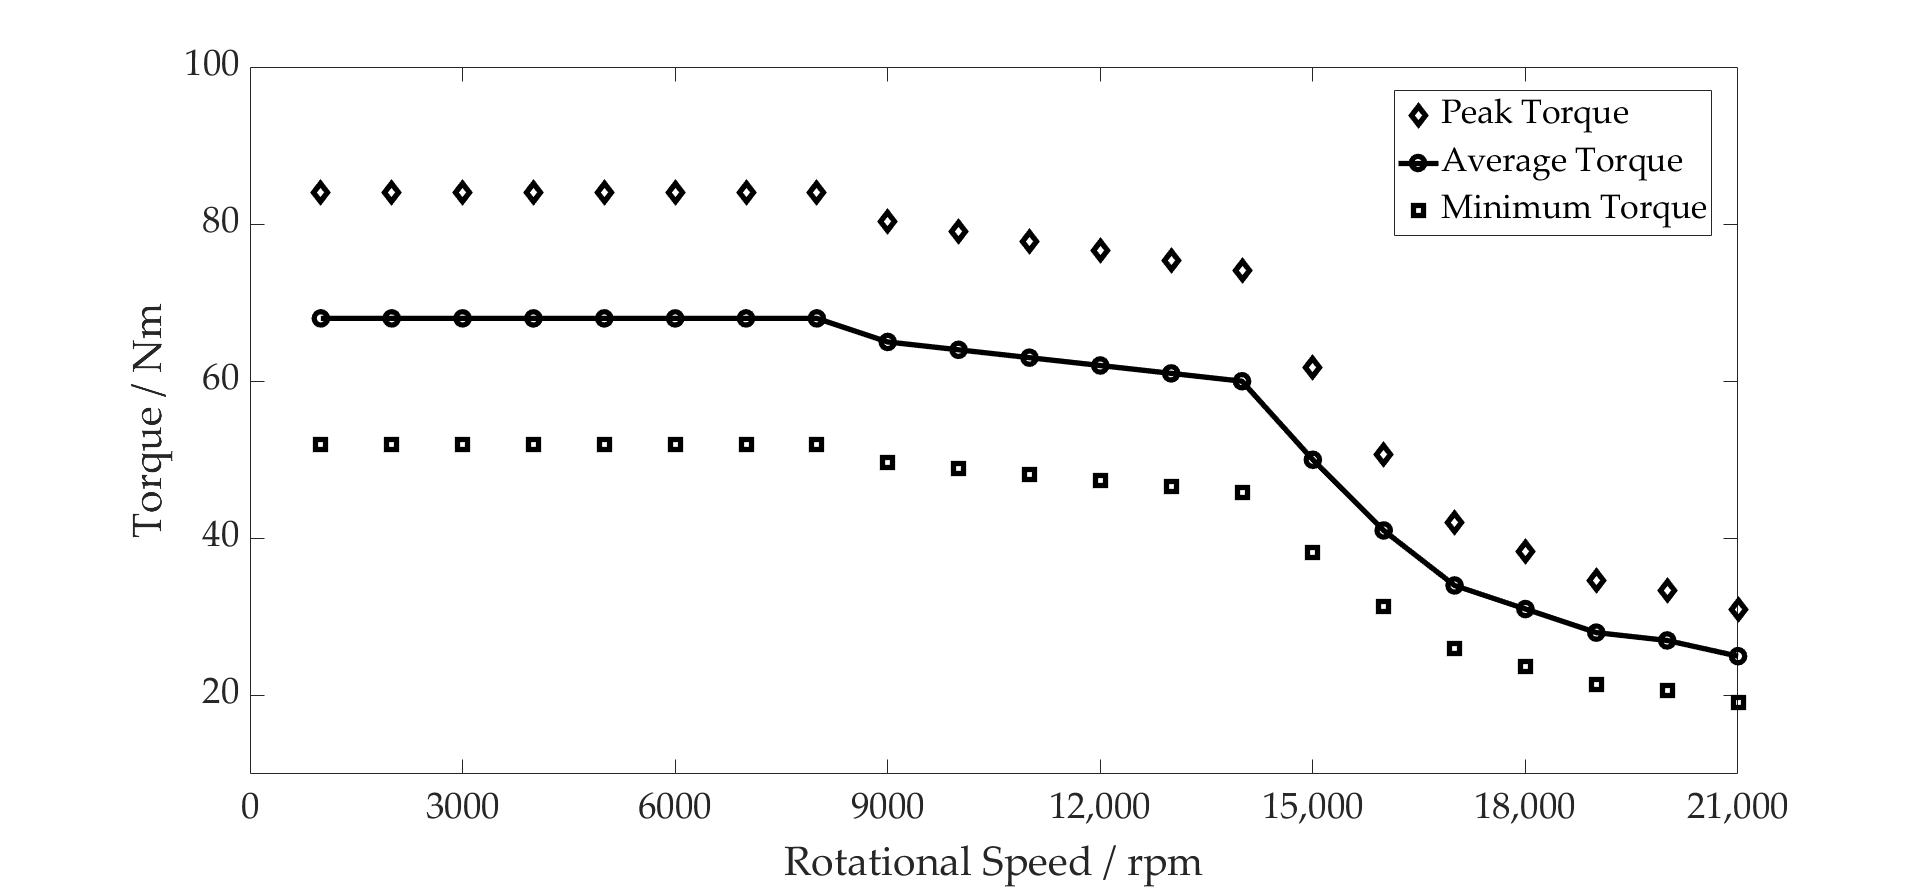 100
80
60
40
20
Torque / Nm
Peak Torque
Average Torque
Minimum Torque
0 3000 6000 9000 12,000 15,000 18,000 21,000
Rotational Speed / rpm